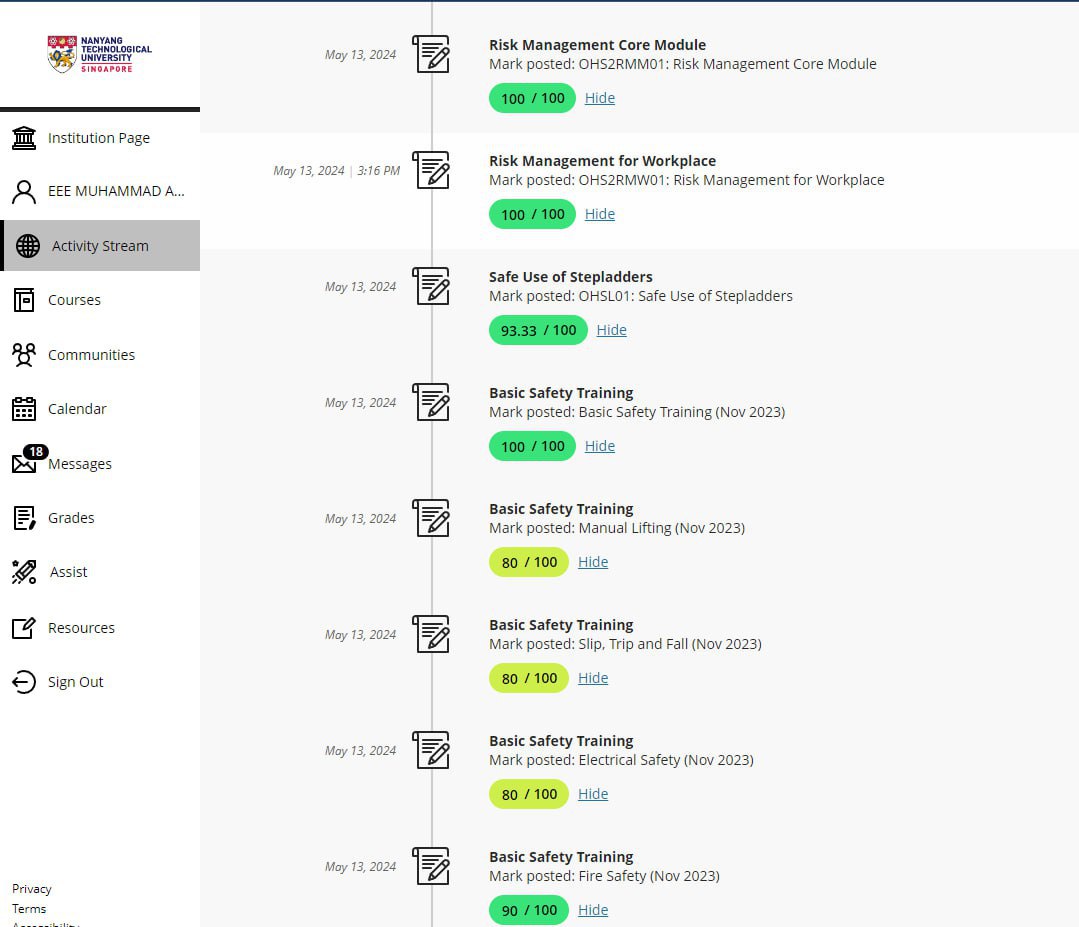 NANYANG
TECHNOLOGICAL
UNIVERSITY
SINGAPORE
Institution Page
EEE MUHAMMAD A...
Activity Stream
Courses
Communities
Calendar
18
Messages
Grades
Assist
Resources
Sign Out
Privacy
Terms
Accessibility
May 13, 2024
Risk Management Core Module
Mark posted: OHS2RMM01: Risk Management Core Module
100 / 100 Hide
May 13, 2024 | 3:16 PM
Risk Management for Workplace
Mark posted: OHS2RMW01: Risk Management for Workplace
100 / 100 Hide
May 13, 2024
Safe Use of Stepladders
Mark posted: OHSL01: Safe Use of Stepladders
93.33 / 100 Hide
May 13, 2024
Basic Safety Training
Mark posted: Basic Safety Training (Nov 2023)
100 / 100 Hide
May 13, 2024
Basic Safety Training
Mark posted: Manual Lifting (Nov 2023)
80 / 100 Hide
May 13, 2024
Basic Safety Training
Mark posted: Slip, Trip and Fall (Nov 2023)
80 / 100 Hide
May 13, 2024
Basic Safety Training
Mark posted: Electrical Safety (Nov 2023)
80 / 100 Hide
May 13, 2024
Basic Safety Training
Mark posted: Fire Safety (Nov 2023)
90 / 100 Hide